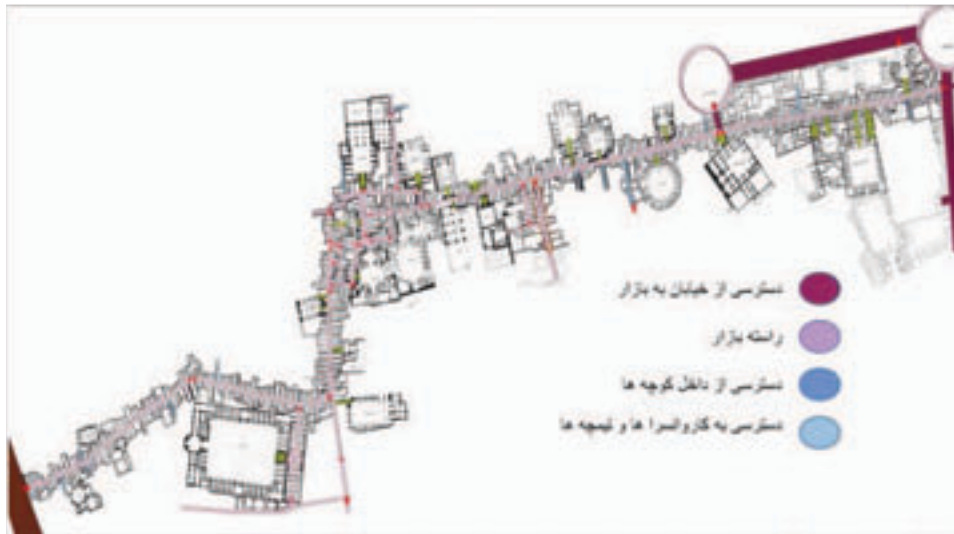 دسترسی از خیابان به بازار
راسته بازار
دسترسی از داخل کوچه ها
دسترسی به کاروانسرا ها و تیمچه ها